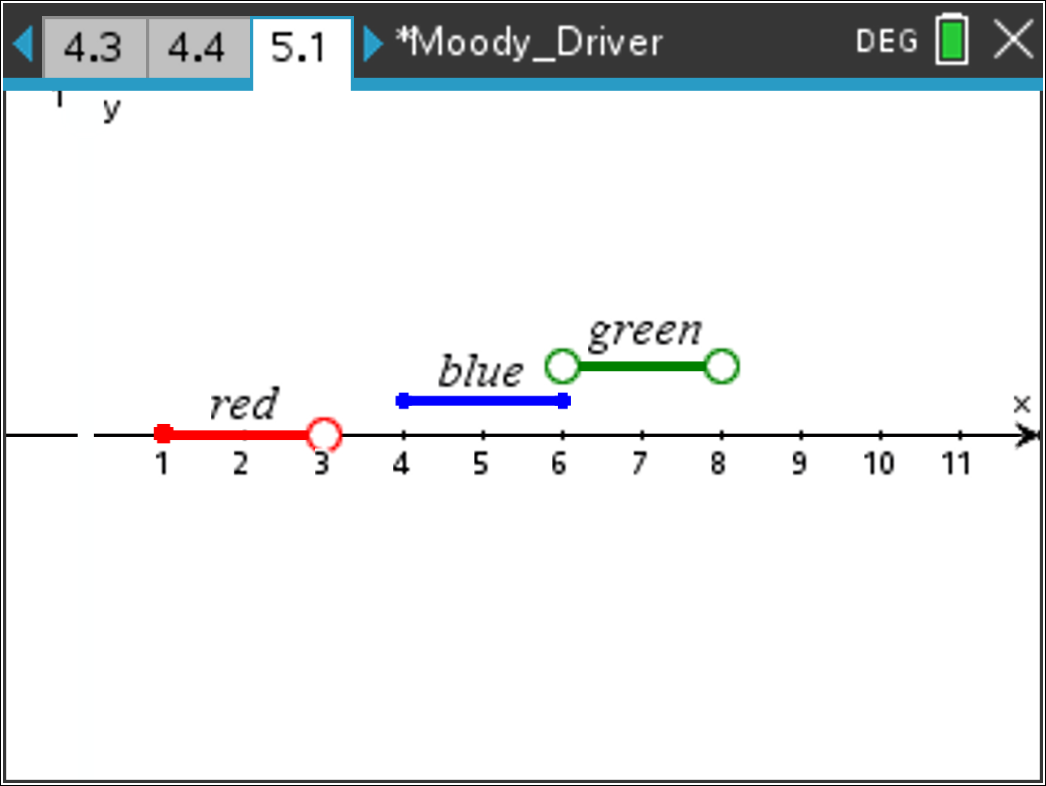 4.3 4.4 5.1 *Moody_Driver DEG
y
green
blue
red
x
1 2 3 4 5 6 7 8 9 10 11